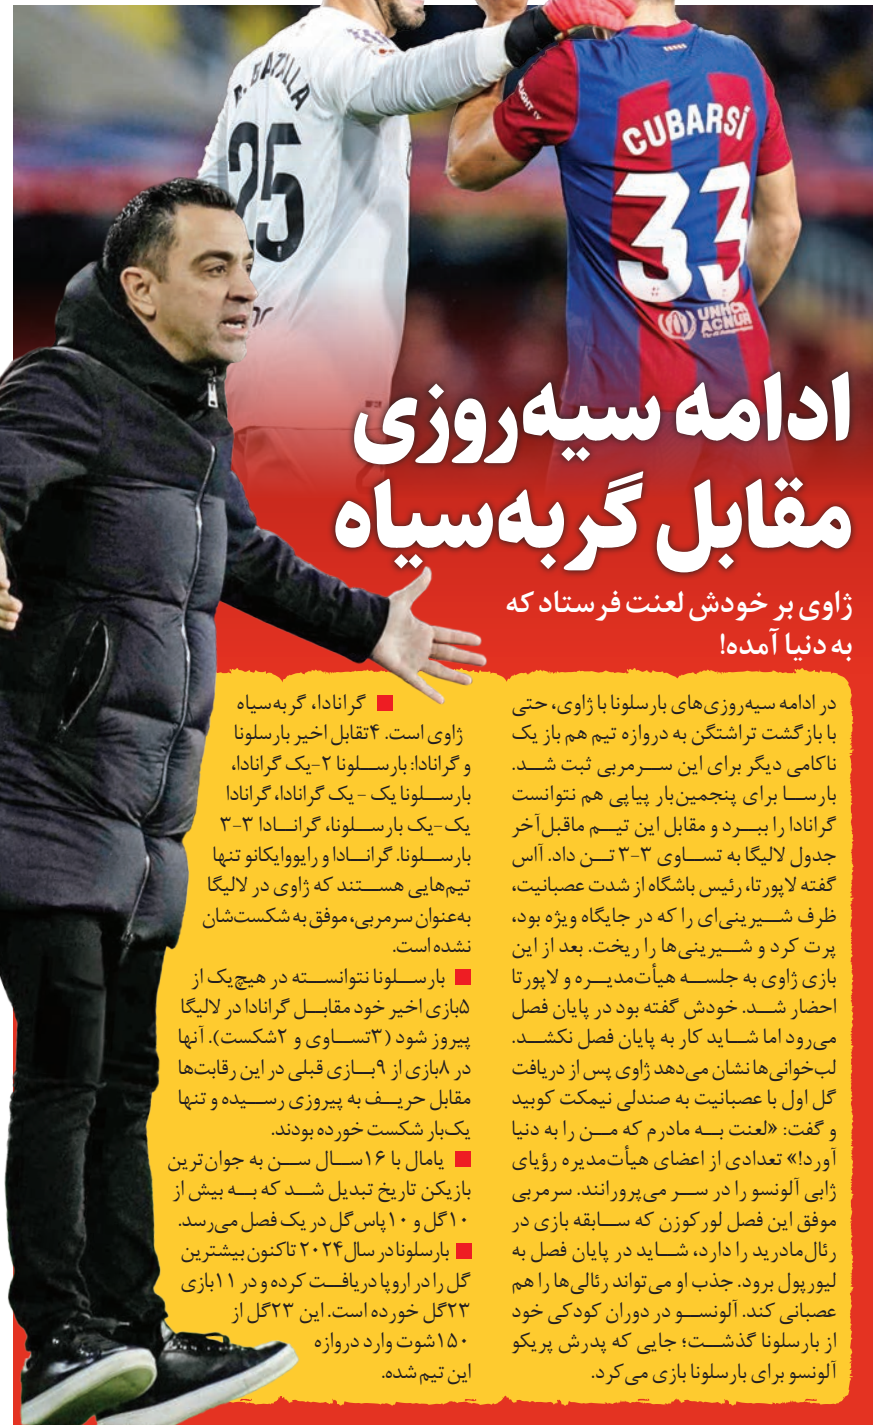 R. BATALLA
25
CUBARSÍ
33
UNHCR
ACNUR
ادامه سیه‌روزی
مقابل گربه‌سیاه
ژاوی بر خودش لعنت فرستاد که
به دنیا آمده!
در ادامه سیه‌روزی‌های بارسلونا با ژاوی، حتی
با بازگشت تراشتگن به دروازه تیم هم باز یک
ناکامی دیگر برای این سرمربی ثبت شد.
بارسا برای پنجمین‌بار پیاپی هم نتوانست
گرانادا را ببرد و مقابل این تیم ماقبل‌آخر
جدول لالیگا به تساوی ۳-۳ تن داد. آاس
گفته لاپورتا، رئیس باشگاه از شدت عصبانیت،
ظرف شیرینی‌ای را که در جایگاه ویژه بود،
پرت کرد و شیرینی‌ها را ریخت. بعد از این
بازی ژاوی به جلسه هیأت‌مدیره و لاپورتا
احضار شد. خودش گفته بود در پایان فصل
می‌رود اما شاید کار به پایان فصل نکشد.
لب‌خوانی‌ها نشان می‌دهد ژاوی پس از دریافت
گل اول با عصبانیت به صندلی نیمکت کوبید
و گفت: «لعنت به مادرم که من را به دنیا
آورد!» تعدادی از اعضای هیأت‌مدیره رؤیای
ژابی آلونسو را در سر می‌پرورانند. سرمربی
موفق این فصل لورکوزن که سابقه بازی در
رئال‌مادرید را دارد، شاید در پایان فصل به
لیورپول برود. جذب او می‌تواند رئالی‌ها را هم
عصبانی کند. آلونسو در دوران کودکی خود
از بارسلونا گذشت؛ جایی که پدرش پریکو
آلونسو برای بارسلونا بازی می‌کرد.
گرانادا، گربه‌سیاه
ژاوی است. ۴تقابل اخیر بارسلونا
و گرانادا: بارسلونا ۲-یک گرانادا،
بارسلونا یک - یک گرانادا، گرانادا
یک-یک بارسلونا، گرانادا ۳-۳
بارسلونا. گرانادا و رایووایکانو تنها
تیم‌هایی هستند که ژاوی در لالیگا
به‌عنوان سرمربی، موفق به شکست‌شان
نشده است.
بارسلونا نتوانسته در هیچ‌یک از
۵بازی اخیر خود مقابل گرانادا در لالیگا
پیروز شود (۳تساوی و ۲شکست). آنها
در ۸بازی از ۹بازی قبلی در این رقابت‌ها
مقابل حریف به پیروزی رسیده و تنها
یک‌بار شکست خورده بودند.
یامال با ۱۶سال سن به جوان‌ترین
بازیکن تاریخ تبدیل شد که به بیش از
۱۰گل و ۱۰پاس‌گل در یک فصل می‌رسد.
بارسلونا در سال ۲۰۲۴ تاکنون بیشترین
گل را در اروپا دریافت کرده و در ۱۱بازی
۲۳گل خورده است. این ۲۳گل از
۱۵۰شوت وارد دروازه
این تیم شده.